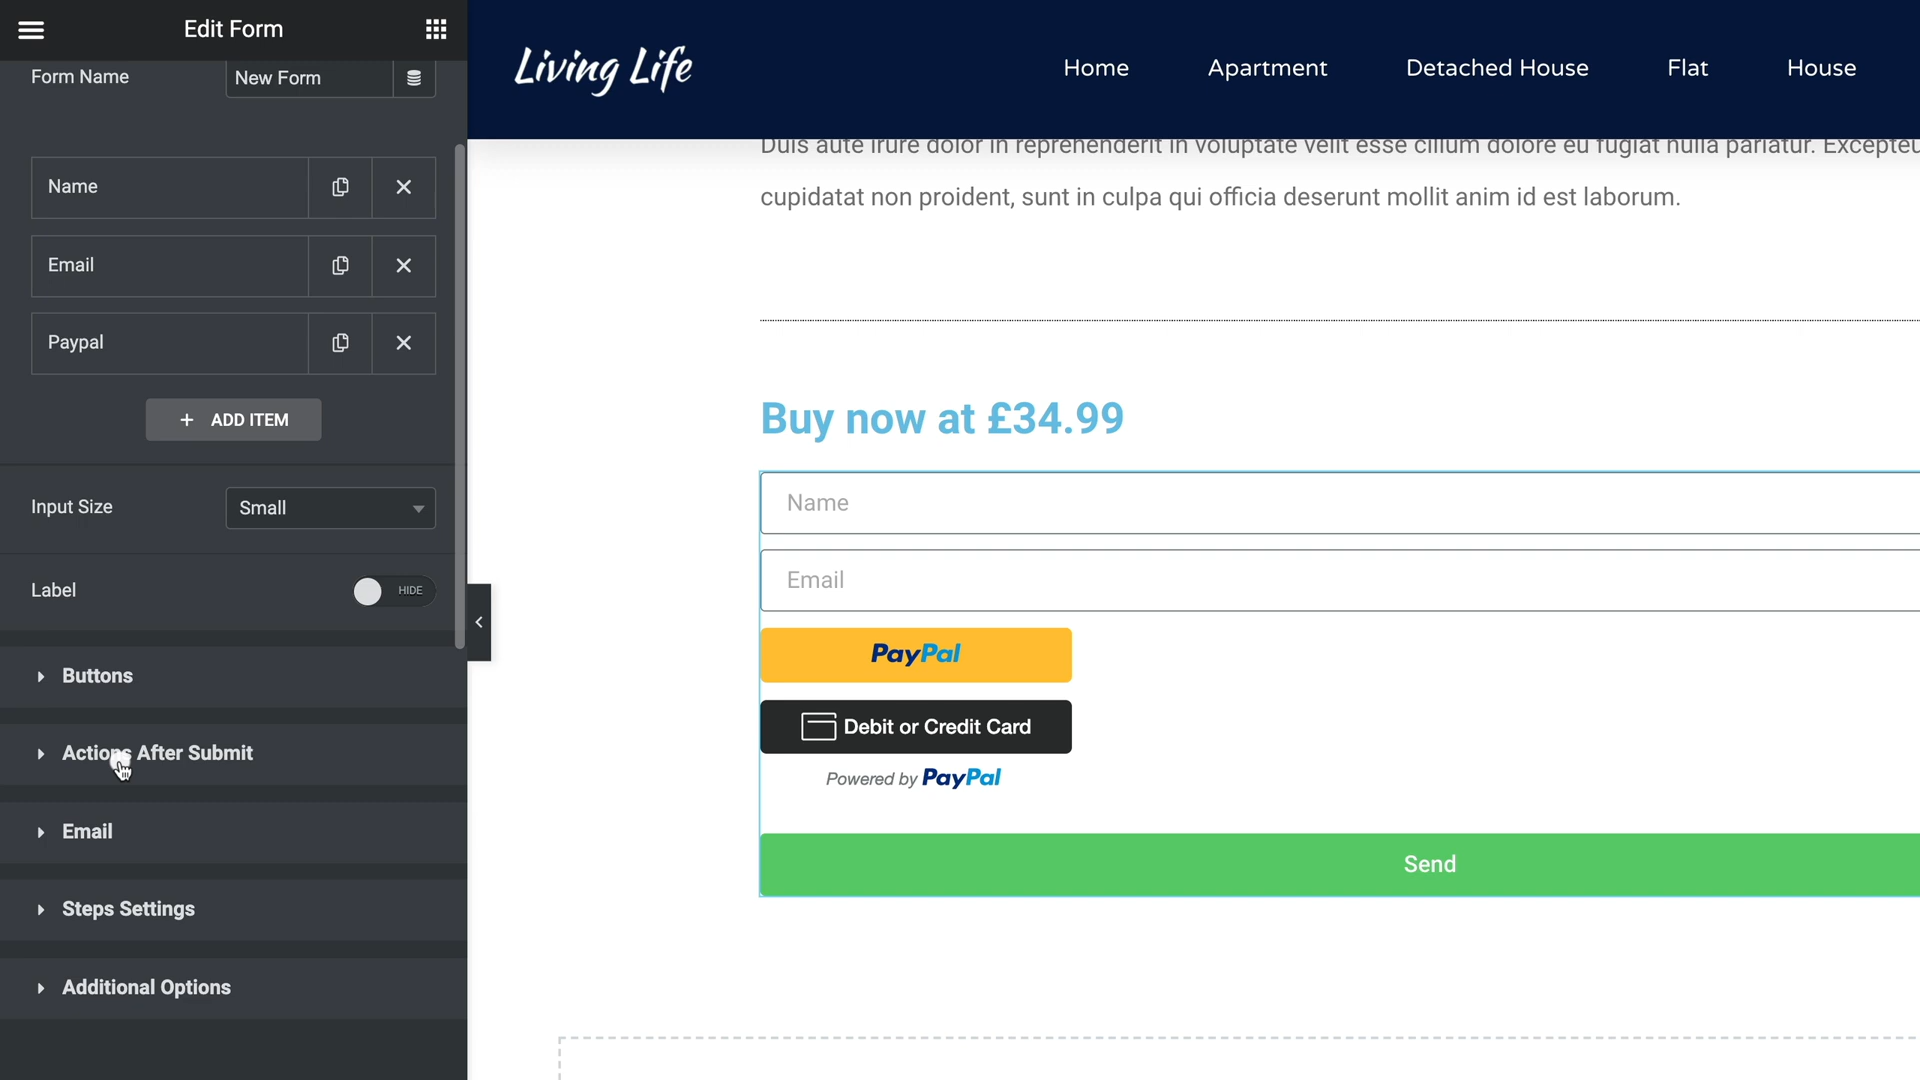 Edit Form
Form Name
New Form
Name
Email
Paypal
+ ADD ITEM
Input Size
Small
Label
HIDE
Buttons
Actions After Submit
Email
Steps Settings
Additional Options
Living Life
Home
Apartment
Detached House
Flat
House
Duis aute irure dolor in reprehenderit in voluptate velit esse cillum dolore eu fugiat nulla pariatur. Excepteu
cupidatat non proident, sunt in culpa qui officia deserunt mollit anim id est laborum.
Buy now at £34.99
Name
Email
PayPal
Debit or Credit Card
Powered by PayPal
Send